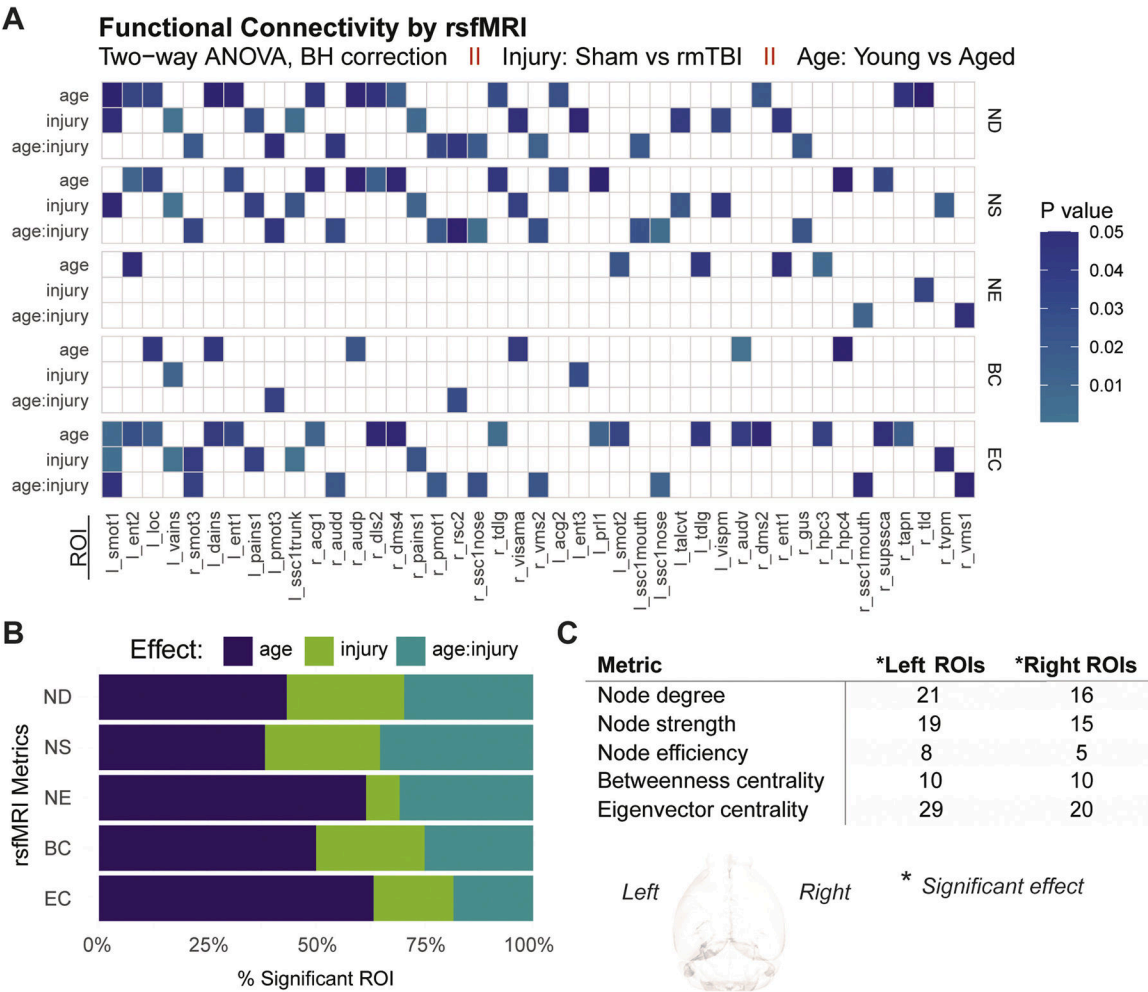 A
Functional Connectivity by rsfMRI
Two−way ANOVA, BH correction II Injury: Sham vs rmTBI II Age: Young vs Aged
age
injury
age:injury
ND
age
injury
age:injury
NS
age
injury
age:injury
NE
age
injury
age:injury
BC
age
injury
age:injury
EC
P value
0.05
0.04
0.03
0.02
0.01
ROI
l_smot1
l_ent2
l_loc
l_vains
r_smot3
l_dains
l_ent1
l_pains1
l_pmot3
l_ssc1trunk
r_acg1
r_audd
r_audp
r_dls2
r_dms4
r_pains1
r_pmot1
r_rsc2
r_ssc1nose
r_tdlg
r_visama
r_vms2
l_acg2
l_ent3
l_prl1
l_smot2
l_ssc1mouth
l_ssc1nose
l_talcvt
l_tdlg
l_vispm
r_audv
r_dms2
r_ent1
r_gus
r_hpc3
r_hpc4
r_ssc1mouth
r_supssca
r_tapn
r_tld
r_tvpm
r_vms1
B
Effect: age injury age:injury
rsfMRI Metrics
ND
NS
NE
BC
EC
0% 25% 50% 75% 100%
% Significant ROI
C
Metric *Left ROIs *Right ROIs
Node degree 21 16
Node strength 19 15
Node efficiency 8 5
Betweenness centrality 10 10
Eigenvector centrality 29 20
Left Right * Significant effect